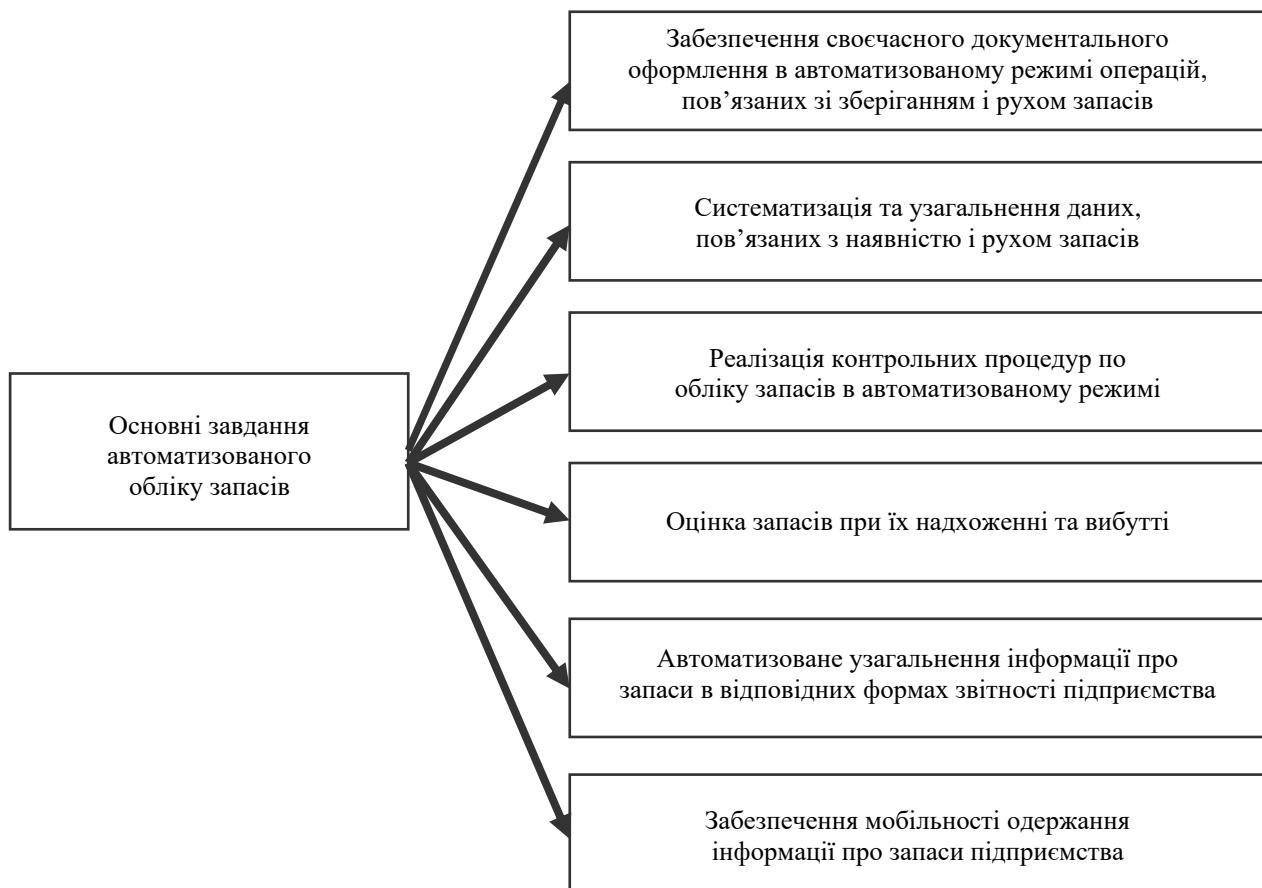 Забезпечення своєчасного документального
оформлення в автоматизованому режимі операцій,
пов’язаних зі зберіганням і рухом запасів
Систематизація та узагальнення даних,
пов’язаних з наявністю і рухом запасів
Реалізація контрольних процедур по
обліку запасів в автоматизованому режимі
Основні завдання
автоматизованого
обліку запасів
Оцінка запасів при їх надхоженні та вибутті
Автоматизоване узагальнення інформації про
запаси в відповідних формах звітності підприємства
Забезпечення мобільності одержання
інформації про запаси підприємства